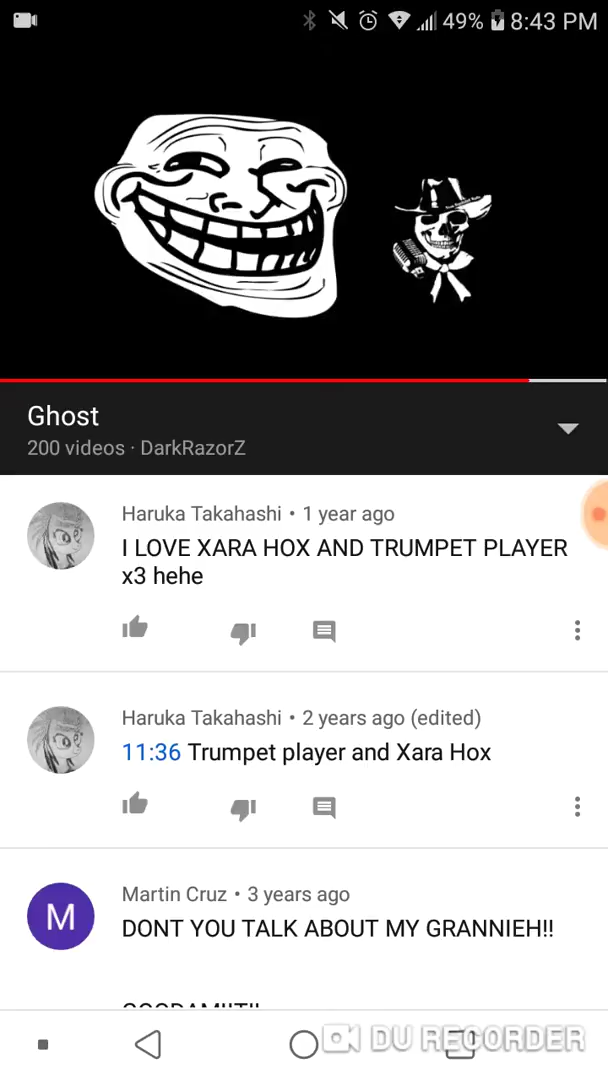 49% 8:43 PM
Ghost
200 videos · DarkRazorZ
Haruka Takahashi • 1 year ago
I LOVE XARA HOX AND TRUMPET PLAYER
x3 hehe
Haruka Takahashi • 2 years ago (edited)
11:36 Trumpet player and Xara Hox
M
Martin Cruz • 3 years ago
DONT YOU TALK ABOUT MY GRANNIEH!!
DU RECORDER